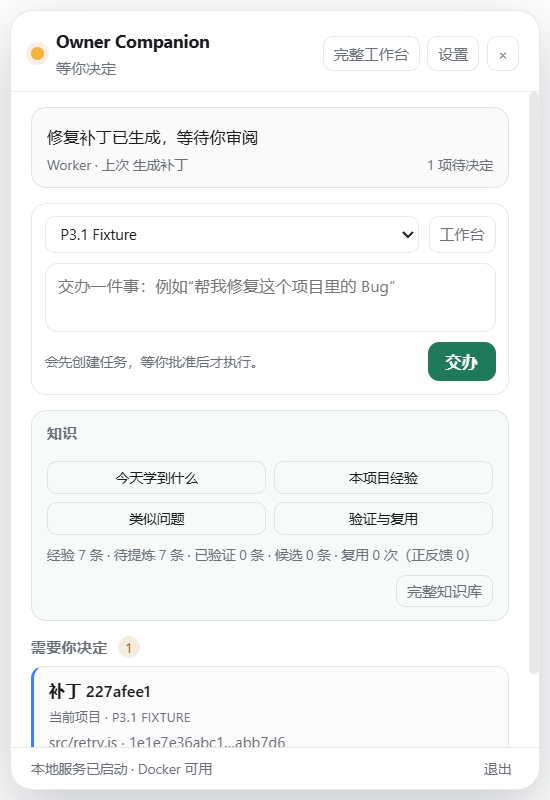 Owner Companion
等你决定
完整工作台
设置
×
修复补丁已生成，等待你审阅
Worker · 上次 生成补丁
1 项待决定
P3.1 Fixture
工作台
交办一件事：例如“帮我修复这个项目里的 Bug”
会先创建任务，等你批准后才执行。
交办
知识
今天学到什么
本项目经验
类似问题
验证与复用
经验 7 条 · 待提炼 7 条 · 已验证 0 条 · 候选 0 条 · 复用 0 次（正反馈 0）
完整知识库
需要你决定 1
补丁 227afee1
当前项目 · P3.1 FIXTURE
src/retry.js · 1e1e7e36abc1…abb7d6
本地服务已启动 · Docker 可用
退出